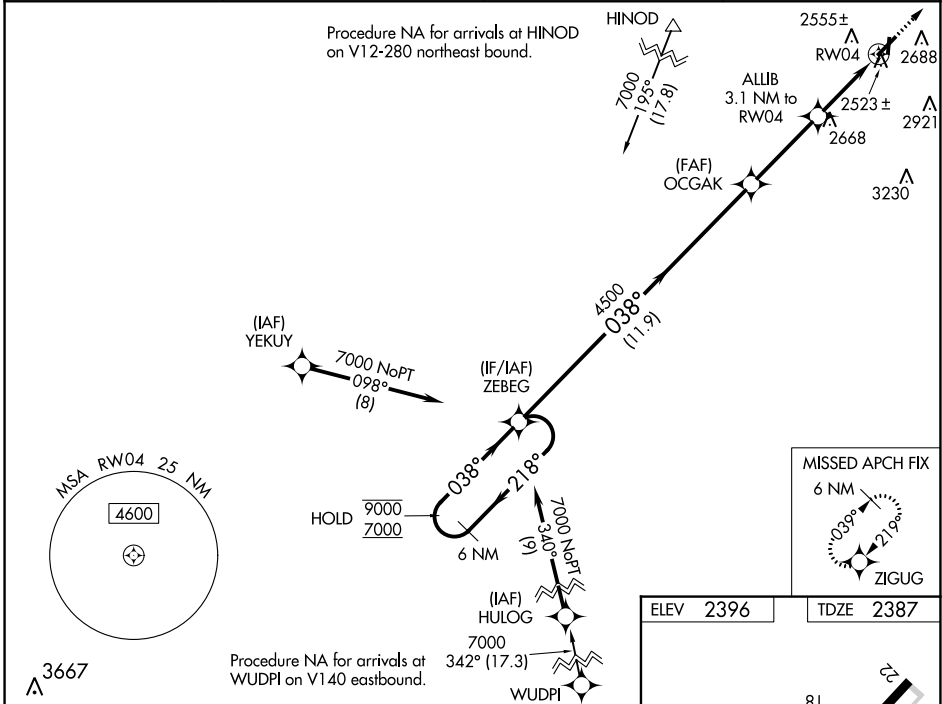 Procedure NA for arrivals at HINOD
on V12-280 northeast bound.
HINOD
7000
195°
(17.8)
2555±
RW04
2688
2523±
ALLIB
3.1 NM to
RW04
2668
2921
(FAF)
OCGAK
3230
4500
038°
(11.9)
(IAF)
YEKUY
7000 NoPT
098°
(8)
(IF/IAF)
ZEBEG
038°
218°
HOLD
9000
7000
6 NM
7000 NoPT
340°
(9)
MSA RW04 25 NM
4600
MISSED APCH FIX
6 NM
039°
219°
ZIGUG
(IAF)
HULOG
7000
342° (17.3)
WUDPI
Procedure NA for arrivals at
WUDPI on V140 eastbound.
3667
ELEV 2396
TDZE 2387
22